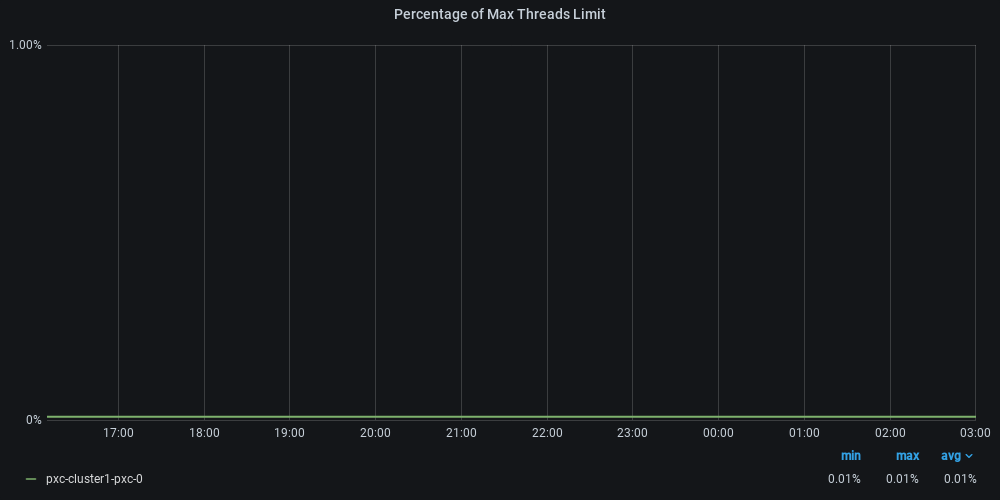 Percentage of Max Threads Limit
1.00%
0%
17:00 18:00 19:00 20:00 21:00 22:00 23:00 00:00 01:00 02:00 03:00
min max avg
pxc-cluster1-pxc-0 0.01% 0.01% 0.01%